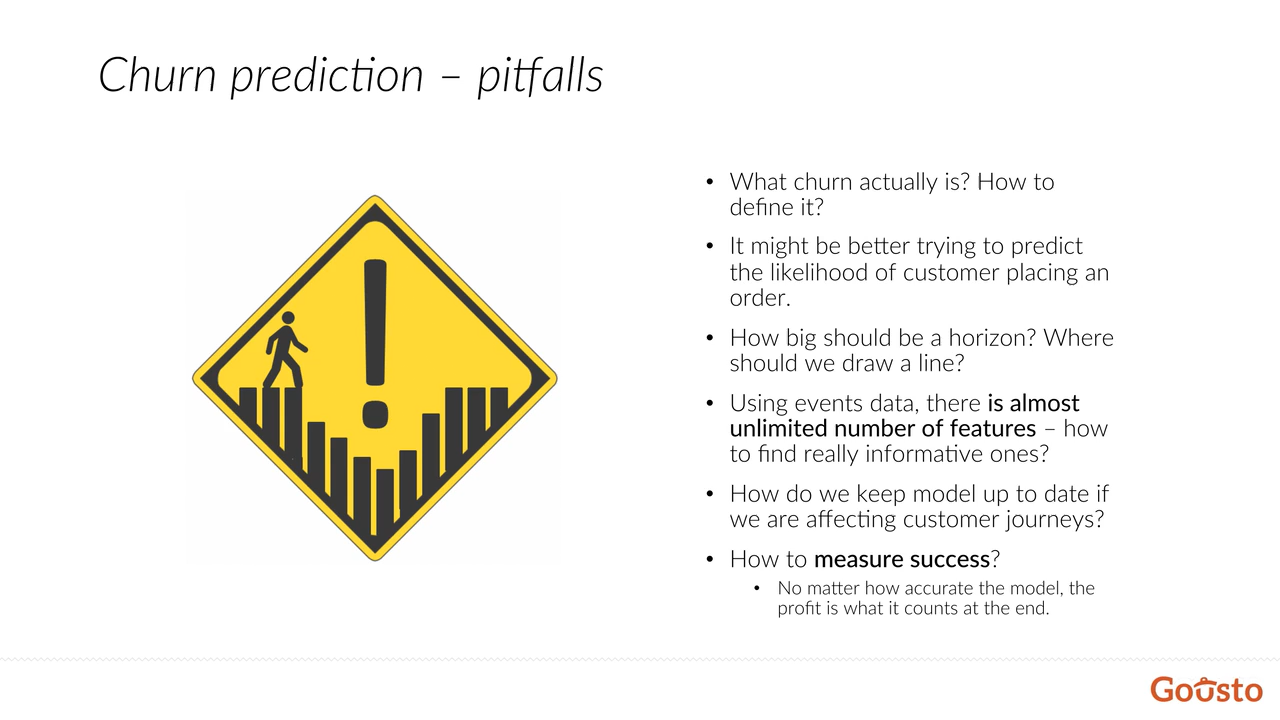 Churn prediction – pitfalls
• What churn actually is? How to
define it?
• It might be better trying to predict
the likelihood of customer placing an
order.
• How big should be a horizon? Where
should we draw a line?
• Using events data, there is almost
unlimited number of features – how
to find really informative ones?
• How do we keep model up to date if
we are affecting customer journeys?
• How to measure success?
• No matter how accurate the model, the
profit is what it counts at the end.
Gousto